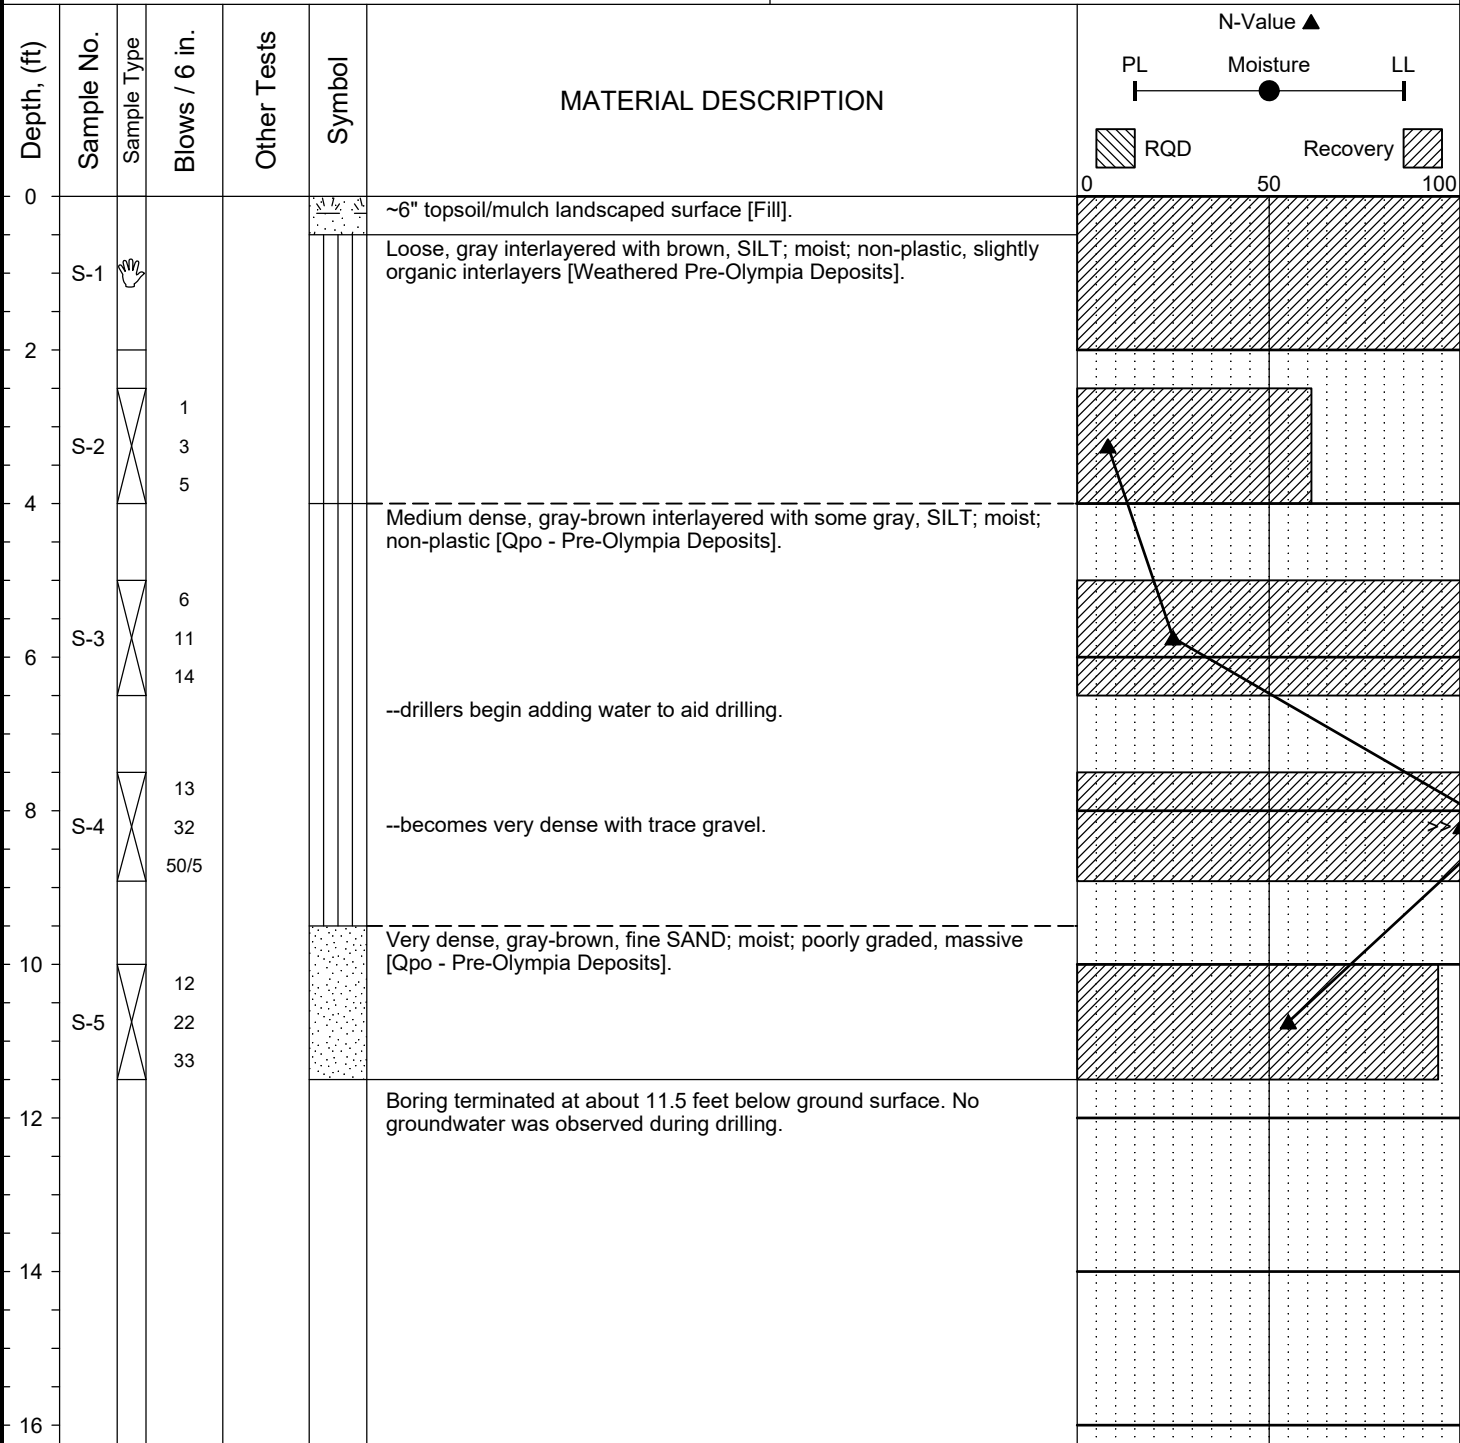 Depth, (ft)
Sample No.
Sample Type
Blows / 6 in.
Other Tests
Symbol
MATERIAL DESCRIPTION
N-Value ▲
PL Moisture LL
RQD Recovery
0 50 100
0
~6" topsoil/mulch landscaped surface [Fill].
Loose, gray interlayered with brown, SILT; moist; non-plastic, slightly
organic interlayers [Weathered Pre-Olympia Deposits].
S-1
2
1
S-2 3
5
4
Medium dense, gray-brown interlayered with some gray, SILT; moist;
non-plastic [Qpo - Pre-Olympia Deposits].
6
S-3 11
6
14
--drillers begin adding water to aid drilling.
13
8
S-4 32 --becomes very dense with trace gravel. >>
50/5
Very dense, gray-brown, fine SAND; moist; poorly graded, massive
[Qpo - Pre-Olympia Deposits].
10
12
S-5 22
33
Boring terminated at about 11.5 feet below ground surface. No
groundwater was observed during drilling.
12
14
16